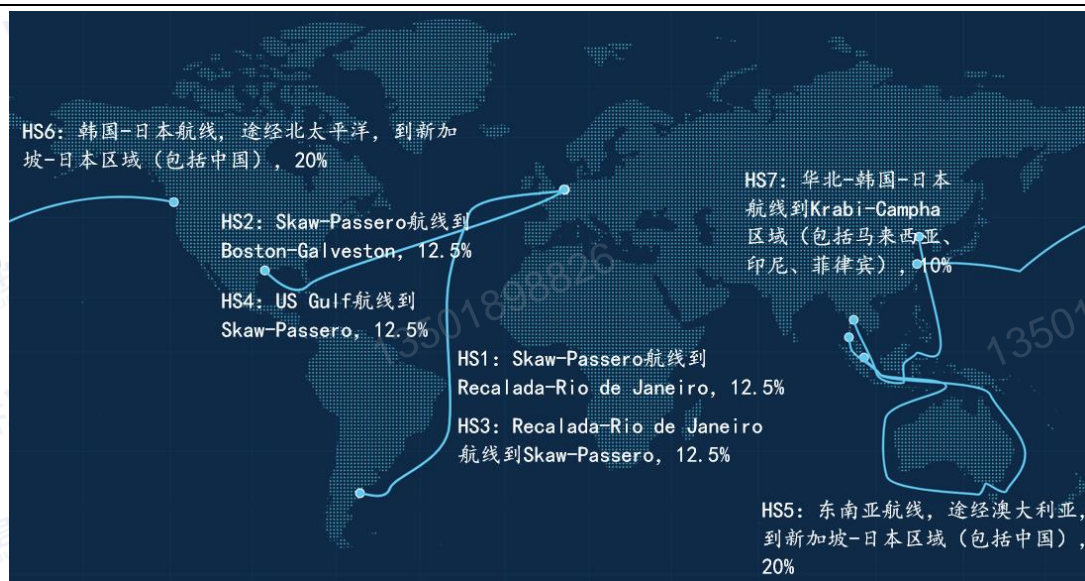 HS6: 韩国-日本航线, 途经北太平洋, 到新加
坡-日本区域（包括中国）, 20%
HS2: Skaw-Passero航线到
Boston-Galveston, 12.5%
HS4: US Gulf航线到
Skaw-Passero, 12.5%
HS7: 华北-韩国-日本
航线到Krabi-Campha
区域（包括马来西亚、
印尼、菲律宾）, 10%
HS1: Skaw-Passero航线到
Recalada-Rio de Janeiro, 12.5%
HS3: Recalada-Rio de Janeiro
航线到Skaw-Passero, 12.5%
HS5: 东南亚航线, 途经澳大利亚,
到新加坡-日本区域（包括中国）,
20%
13501898826
13501